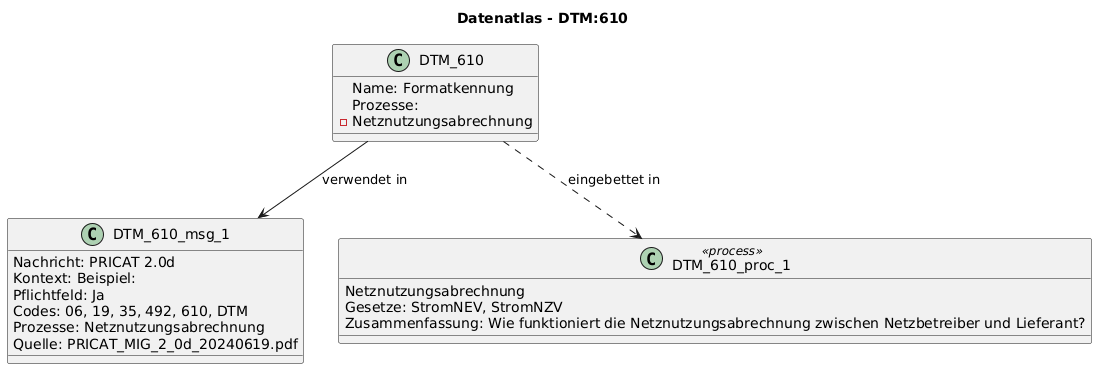 Datenatlas - DTM:610
C DTM_610
Name: Formatkennung
Prozesse:
Netznutzungsabrechnung
verwendet in
eingebettet in
C DTM_610_msg_1
Nachricht: PRICAT 2.0d
Kontext: Beispiel:
Pflichtfeld: Ja
Codes: 06, 19, 35, 492, 610, DTM
Prozesse: Netznutzungsabrechnung
Quelle: PRICAT_MIG_2_0d_20240619.pdf
«process»
C DTM_610_proc_1
Netznutzungsabrechnung
Gesetze: StromNEV, StromNZV
Zusammenfassung: Wie funktioniert die Netznutzungsabrechnung zwischen Netzbetreiber und Lieferant?